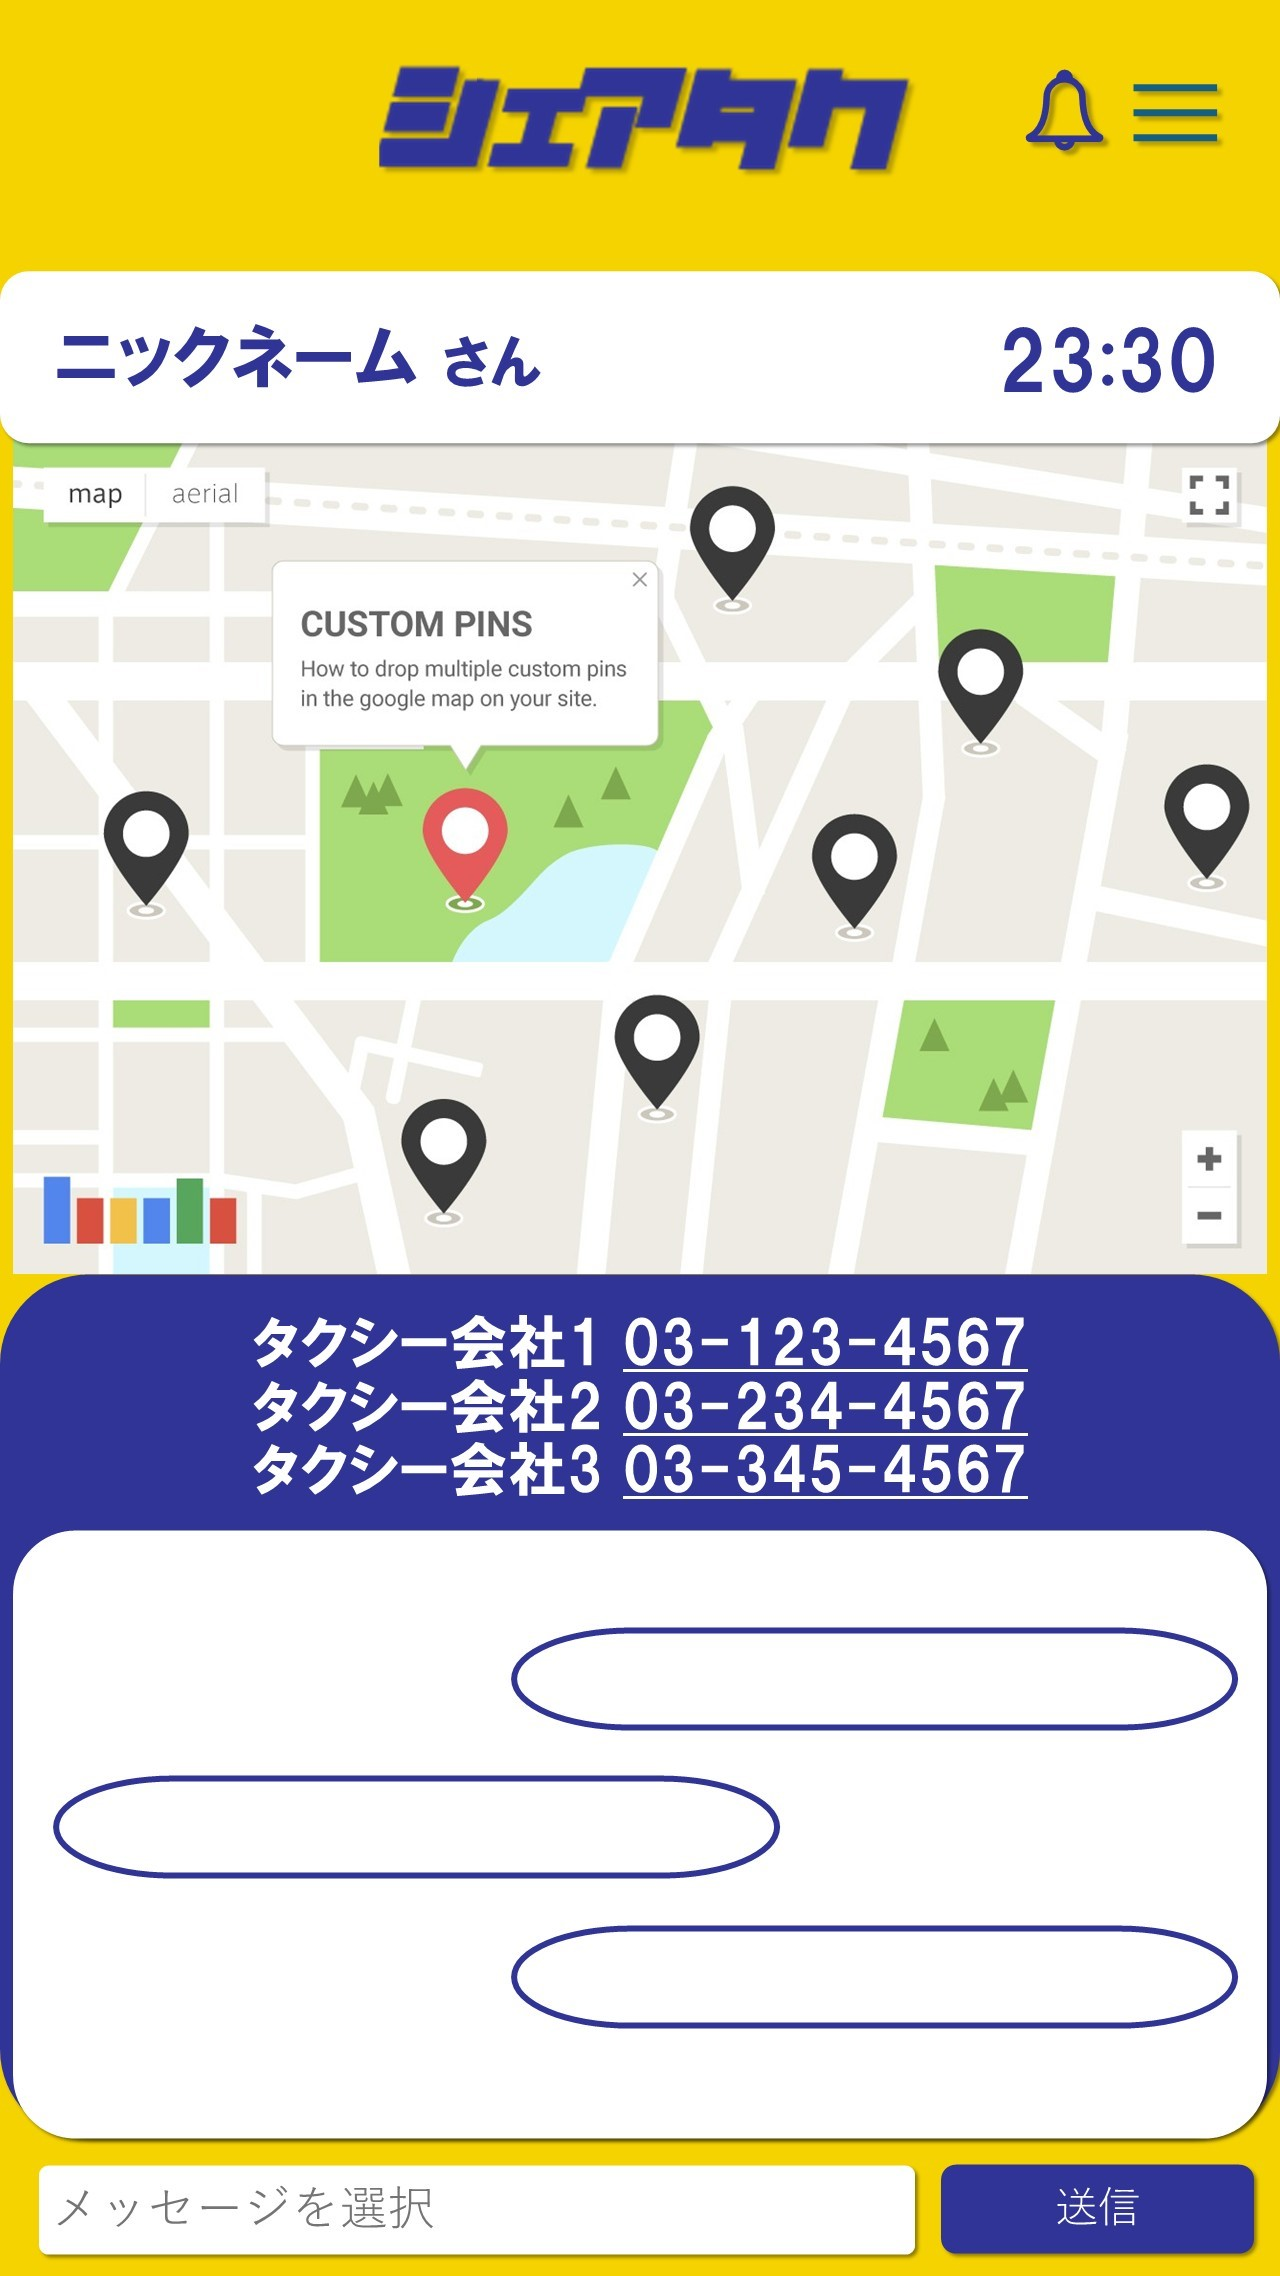 シェアタク
ニックネーム さん
23:30
map
aerial
CUSTOM PINS
How to drop multiple custom pins
in the google map on your site.
タクシー会社1 03-123-4567
タクシー会社2 03-234-4567
タクシー会社3 03-345-4567
メッセージを選択
送信